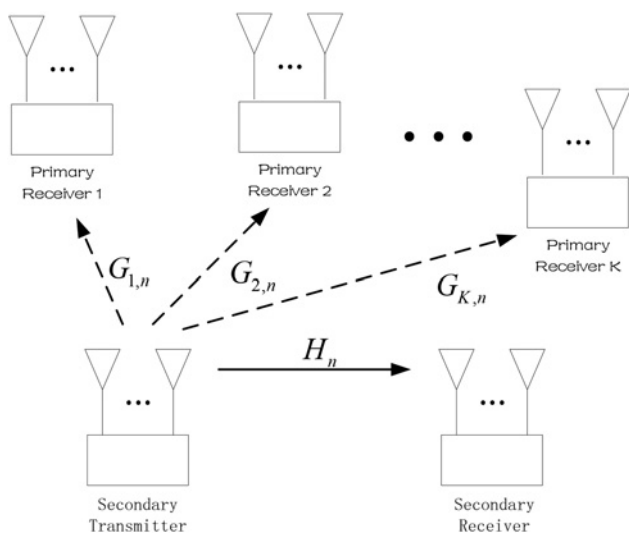 Primary
Receiver 1
Primary
Receiver 2
Primary
Receiver K
G1,n
G2,n
GK,n
Hn
Secondary
Transmitter
Secondary
Receiver